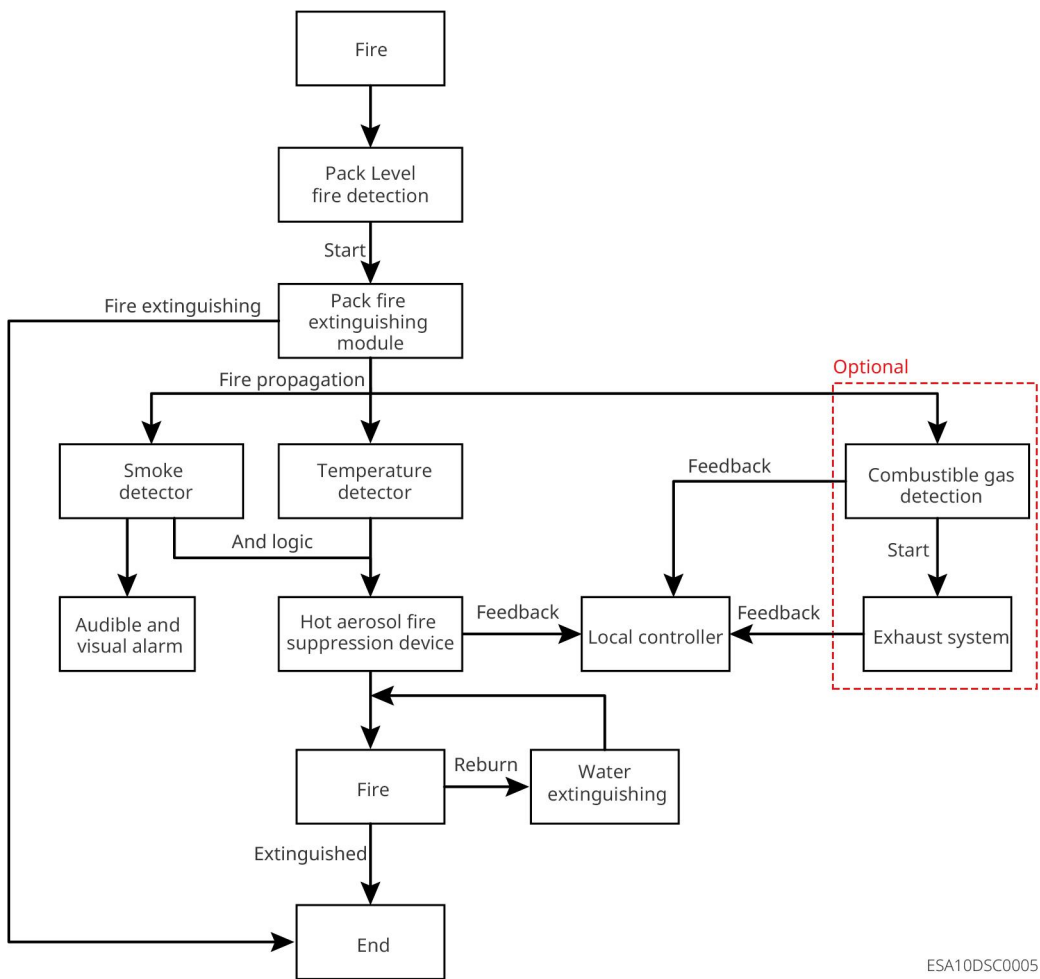 Fire
Pack Level
fire detection
Start
Fire extinguishing
Pack fire
extinguishing
module
Fire propagation
Optional
Smoke
detector
Temperature
detector
Feedback
Combustible gas
detection
And logic
Start
Audible and
visual alarm
Hot aerosol fire
suppression device
Feedback
Local controller
Feedback
Exhaust system
Fire
Reburn
Water
extinguishing
Extinguished
End
ESA10DSC0005